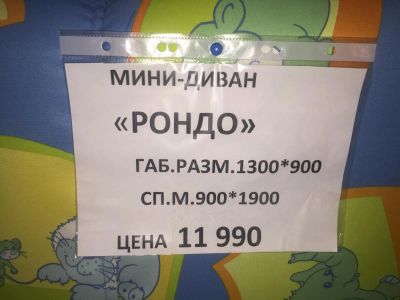 МИНИ-ДИВАН
«РОНДО»
ГАБ.РАЗМ.1300*900
СП.М.900*1900
ЦЕНА 11 990